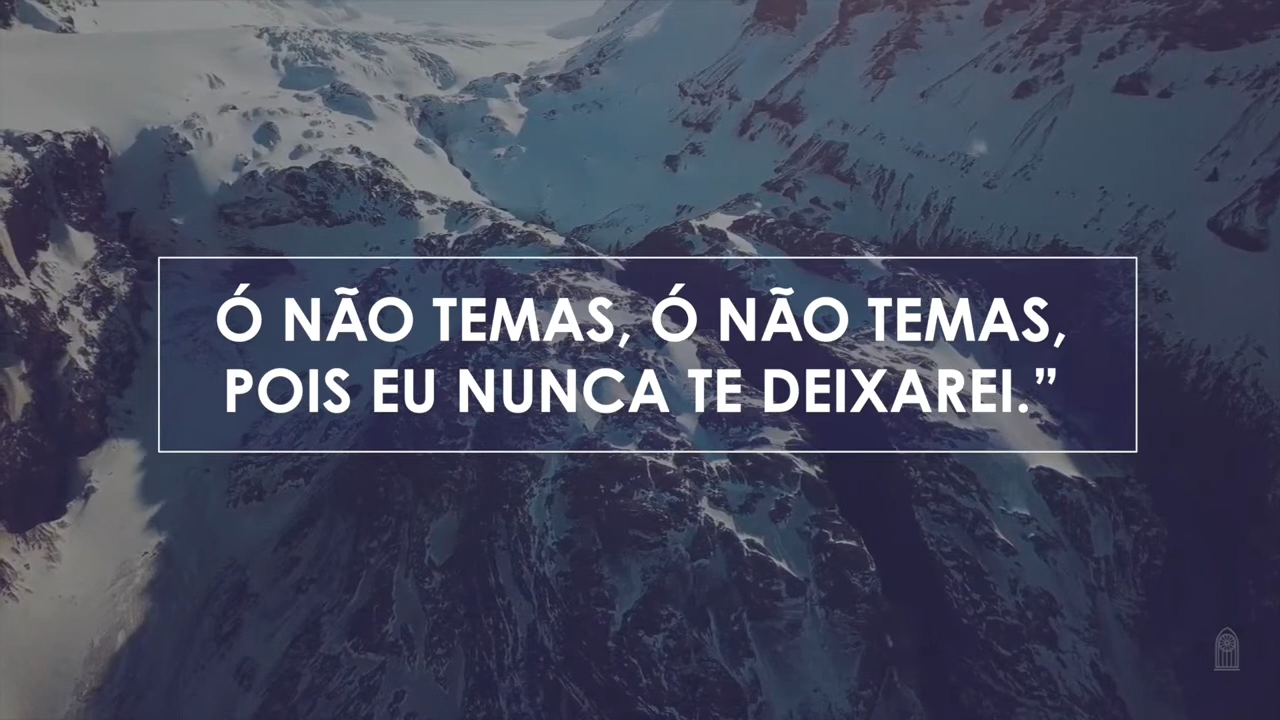 Ó NÃO TEMAS, Ó NÃO TEMAS,
POIS EU NUNCA TE DEIXAREI.”